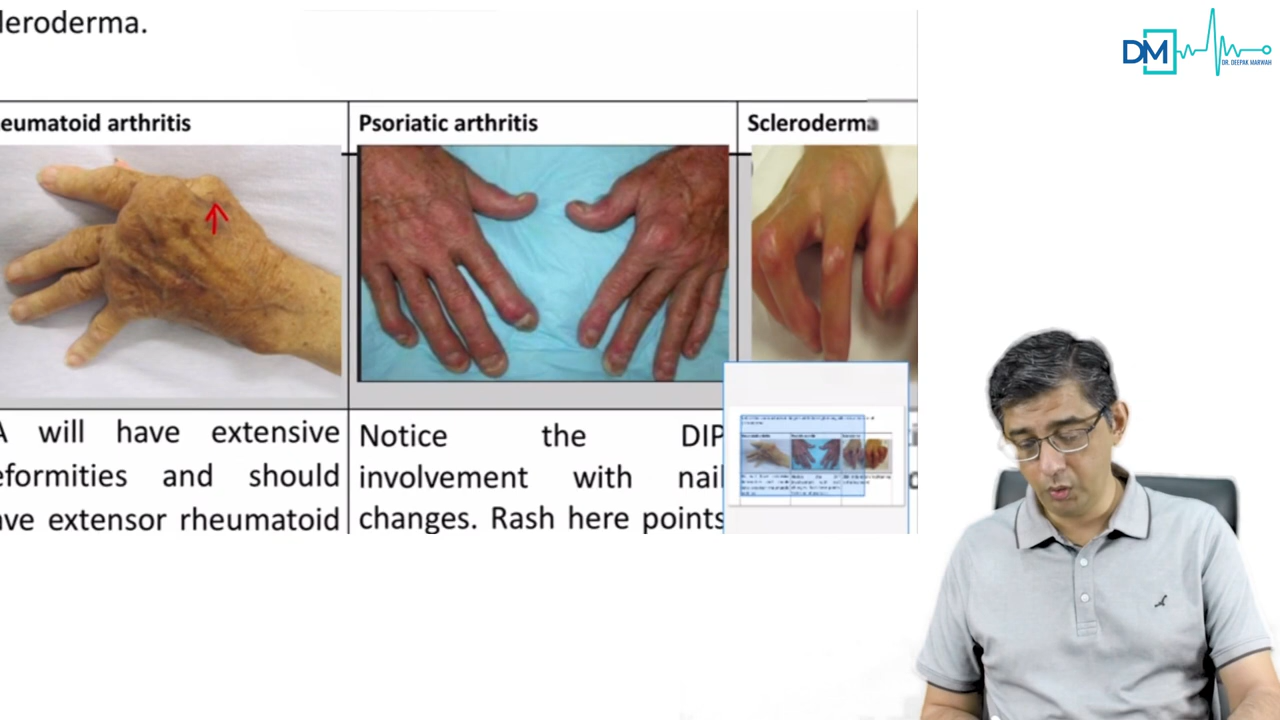 leroderma.
DM
DR. DEEPAK MARWAH
eumatoid arthritis
Psoriatic arthritis
Scleroderma
A will have extensive
eformities and should
ave extensor rheumatoid
Notice the DIP
involvement with nail
changes. Rash here points